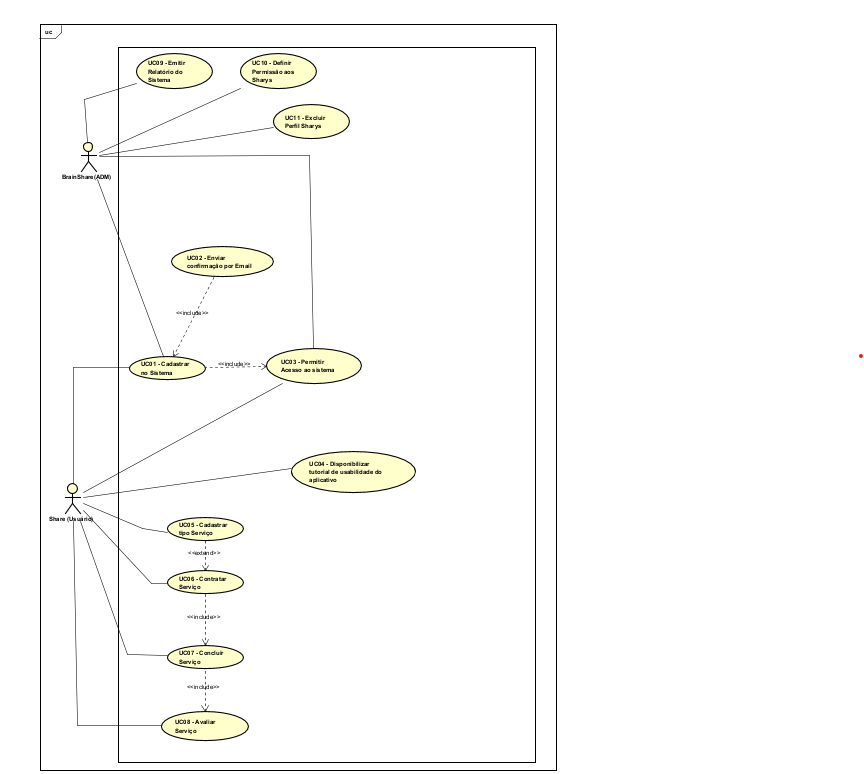 uc
UC09 - Emitir
Relatório do
Sistema
UC10 - Definir
Permissão aos
Sharys
UC11 - Excluir
Perfil Sharys
BrainShare(ADM)
UC02 - Enviar
confirmação por Email
<<include>>
UC01 - Cadastrar
no Sistema
<<include>>
UC03 - Permitir
Acesso ao sistema
UC04 - Disponibilizar
tutorial de usabilidade do
aplicativo
Share (Usuário)
UC05 - Cadastrar
tipo Serviço
<<extend>>
UC06 - Contratar
Serviço
<<include>>
UC07 - Concluir
Serviço
<<include>>
UC08 - Avaliar
Serviço